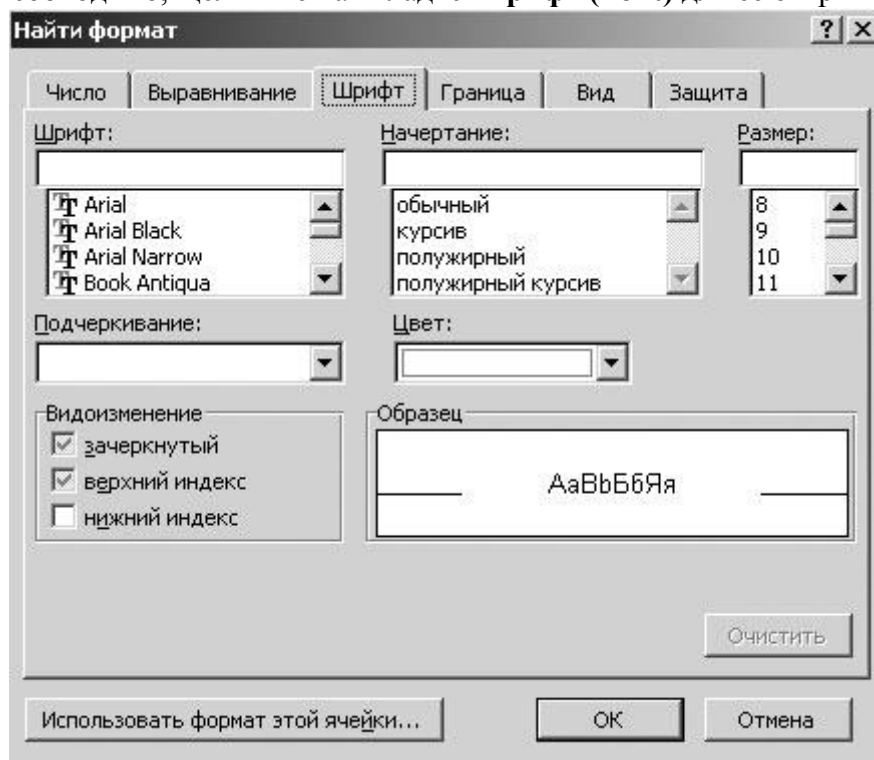 Найти формат
Число Выравнивание Шрифт Граница Вид Защита
Шрифт: Начертание: Размер:
Arial обычный 8
Arial Black курсив 9
Arial Narrow полужирный 10
Book Antiqua полужирный курсив 11
Подчеркивание: Цвет:
Видоизменение Образец
зачеркнутый
верхний индекс АаВbБбЯя
нижний индекс
Очистить
Использовать формат этой ячейки... ОК Отмена